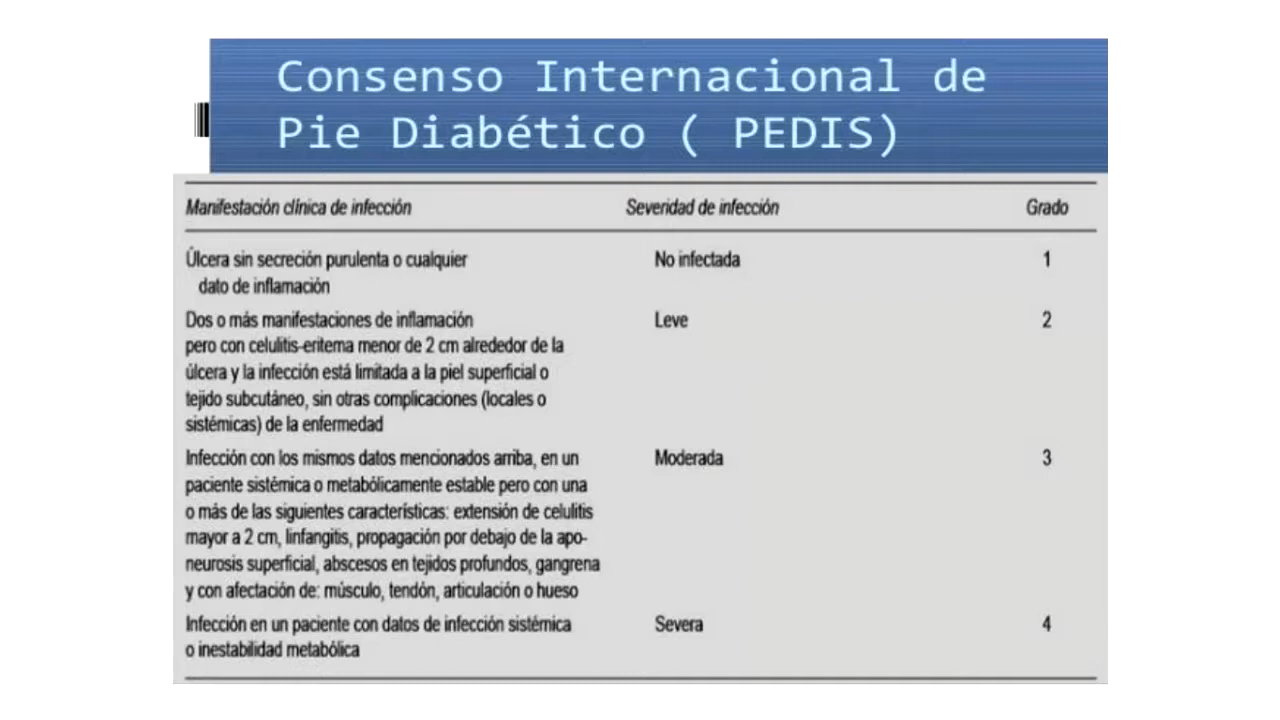 Consenso Internacional de
Pie Diabético ( PEDIS)
Manifestación clínica de infección Severidad de infección Grado
Úlcera sin secreción purulenta o cualquier No infectada 1
dato de inflamación
Dos o más manifestaciones de inflamación Leve 2
pero con celulitis-eritema menor de 2 cm alrededor de la
úlcera y la infección está limitada a la piel superficial o
tejido subcutáneo, sin otras complicaciones (locales o
sistémicas) de la enfermedad
Infección con los mismos datos mencionados arriba, en un Moderada 3
paciente sistémica o metabólicamente estable pero con una
o más de las siguientes características: extensión de celulitis
mayor a 2 cm, linfangitis, propagación por debajo de la apo-
neurosis superficial, abscesos en tejidos profundos, gangrena
y con afectación de: músculo, tendón, articulación o hueso
Infección en un paciente con datos de infección sistémica Severa 4
o inestabilidad metabólica